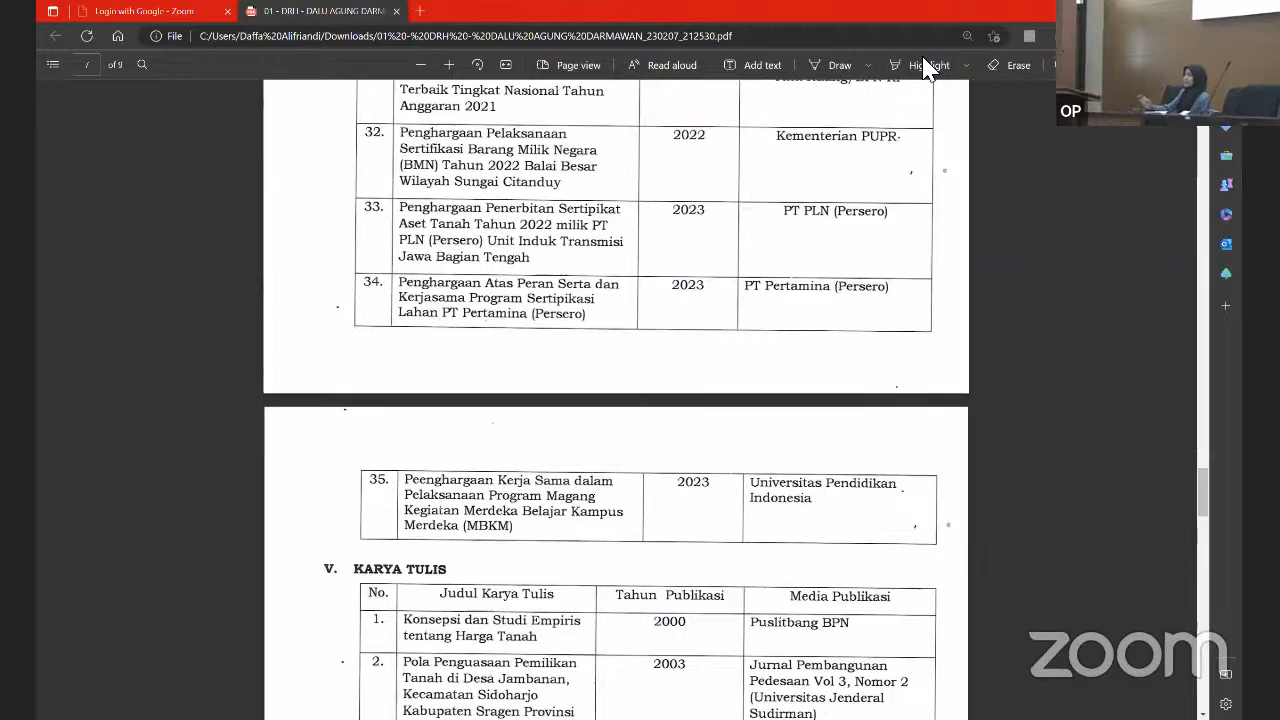 Login with Google - Zoom
01 - DRH - DALU AGUNG DARM
File
C:/Users/Daffa%20Alifriandi/Downloads/01%20-%20DRH%20-%20DALU%20AGUNG%20DARMAWAN_230207_212530.pdf
7 of 9
Page view
Read aloud
Add text
Draw
Highlight
Erase
OP
Terbaik Tingkat Nasional Tahun
Anggaran 2021
32. Penghargaan Pelaksanaan 2022 Kementerian PUPR
Sertifikasi Barang Milik Negara
(BMN) Tahun 2022 Balai Besar
Wilayah Sungai Citanduy
33. Penghargaan Penerbitan Sertipikat 2023 PT PLN (Persero)
Aset Tanah Tahun 2022 milik PT
PLN (Persero) Unit Induk Transmisi
Jawa Bagian Tengah
34. Penghargaan Atas Peran Serta dan 2023 PT Pertamina (Persero)
Kerjasama Program Sertipikasi
Lahan PT Pertamina (Persero)
35. Peenghargaan Kerja Sama dalam 2023 Universitas Pendidikan
Pelaksanaan Program Magang Indonesia
Kegiatan Merdeka Belajar Kampus
Merdeka (MBKM)
V. KARYA TULIS
No. Judul Karya Tulis Tahun Publikasi Media Publikasi
1. Konsepsi dan Studi Empiris 2000 Puslitbang BPN
tentang Harga Tanah
2. Pola Penguasaan Pemilikan 2003 Jurnal Pembangunan
Tanah di Desa Jambanan, Pedesaan Vol 3, Nomor 2
Kecamatan Sidoharjo (Universitas Jenderal
Kabupaten Sragen Provinsi Sudirman)
zoom